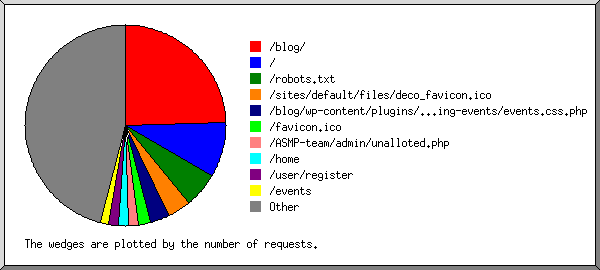 /blog/
/
/robots.txt
/sites/default/files/deco_favicon.ico
/blog/wp-content/plugins/...ing-events/events.css.php
/favicon.ico
/ASMP-team/admin/unalloted.php
/home
/user/register
/events
Other
The wedges are plotted by the number of requests.